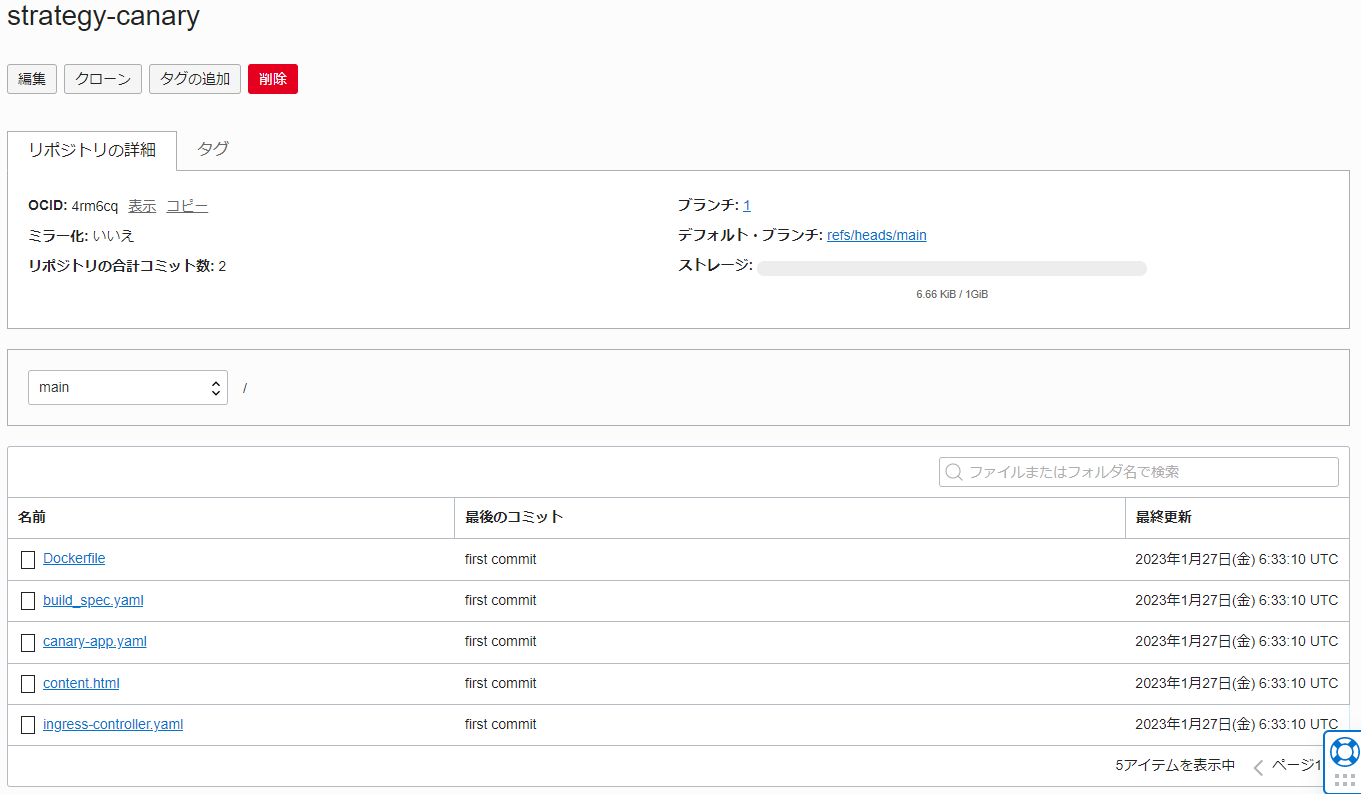 strategy-canary
編集 クローン タグの追加 削除
リポジトリの詳細 タグ
OCID: 4rm6cq 表示 コピー ブランチ: 1
ミラー化: いいえ デフォルト・ブランチ: refs/heads/main
リポジトリの合計コミット数: 2 ストレージ:
6.66 KiB / 1GiB
main /
ファイルまたはフォルダ名で検索
名前 最後のコミット 最終更新
Dockerfile first commit 2023年1月27日(金) 6:33:10 UTC
build_spec.yaml first commit 2023年1月27日(金) 6:33:10 UTC
canary-app.yaml first commit 2023年1月27日(金) 6:33:10 UTC
content.html first commit 2023年1月27日(金) 6:33:10 UTC
ingress-controller.yaml first commit 2023年1月27日(金) 6:33:10 UTC
5アイテムを表示中 ページ1